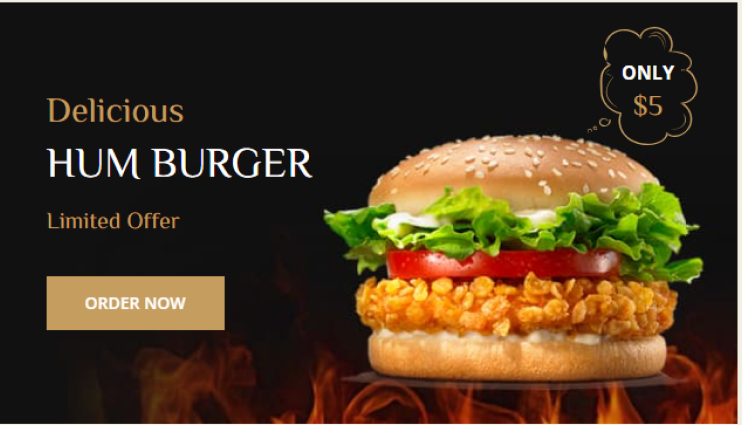 Delicious
HUM BURGER
Limited Offer
ORDER NOW
ONLY
$5